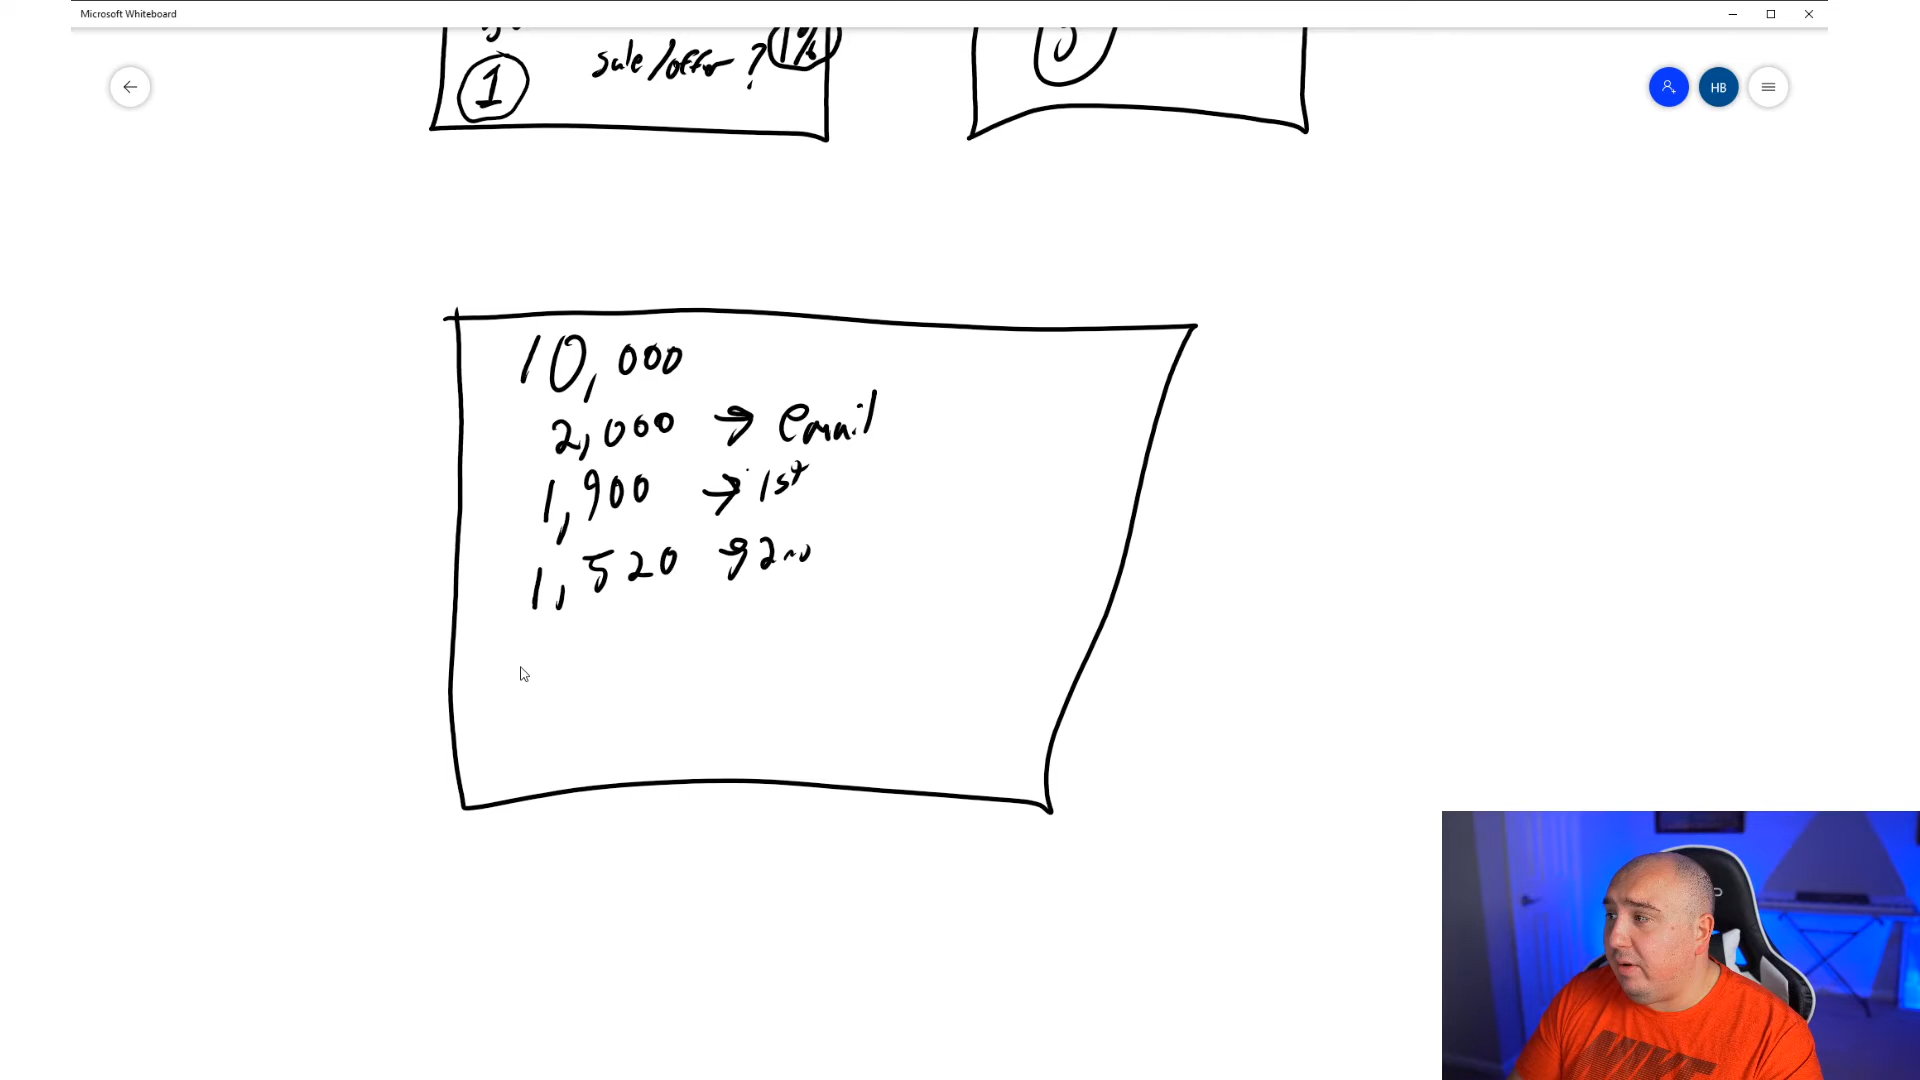 Microsoft Whiteboard
sale/offer ? 1%
1
HB
10,000
2,000 → email
1,900 → 1st
1,520 → 2nd